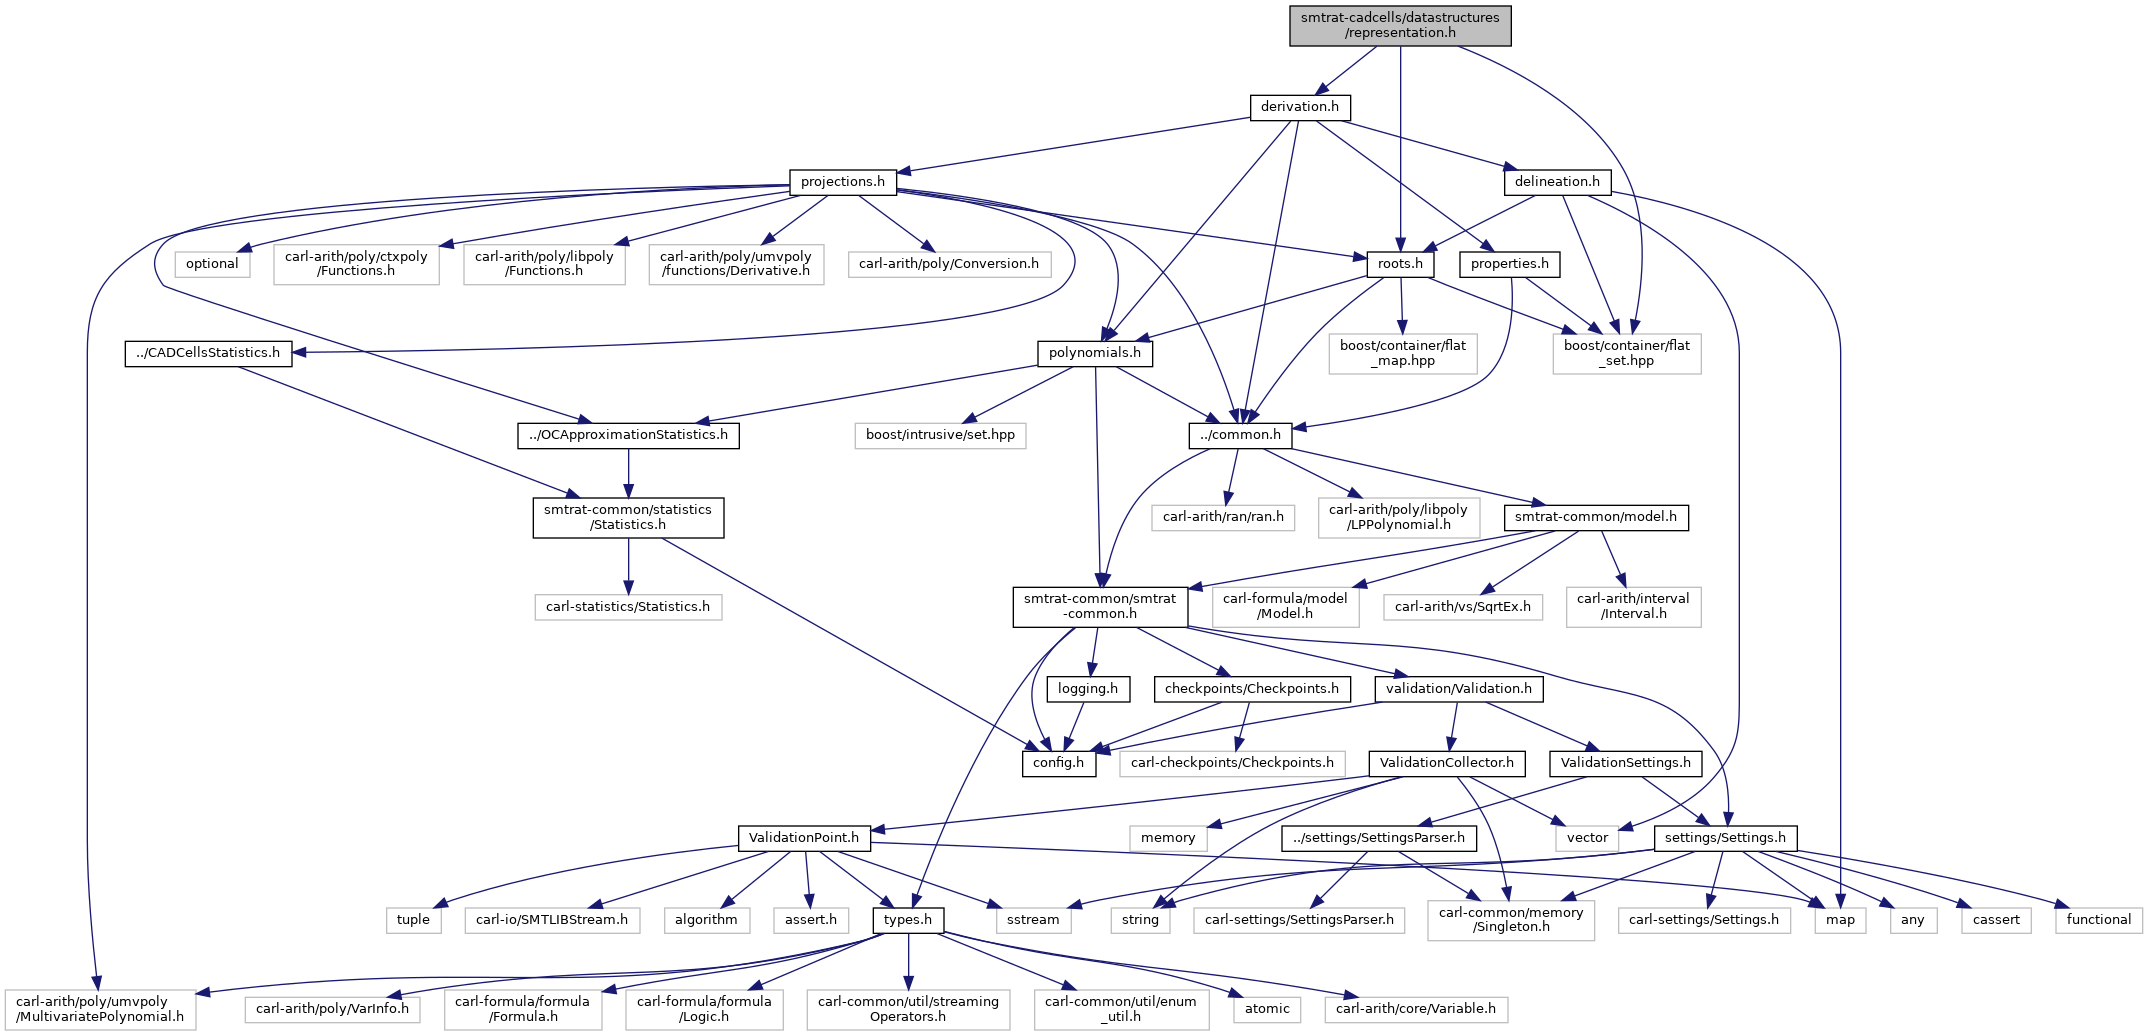 smtrat-cadcells/datastructures
/representation.h
derivation.h
projections.h
delineation.h
optional
carl-arith/poly/ctxpoly
/Functions.h
carl-arith/poly/libpoly
/Functions.h
carl-arith/poly/umvpoly
/functions/Derivative.h
carl-arith/poly/Conversion.h
roots.h
properties.h
../CADCellsStatistics.h
polynomials.h
boost/container/flat
_map.hpp
boost/container/flat
_set.hpp
../OCApproximationStatistics.h
boost/intrusive/set.hpp
../common.h
smtrat-common/statistics
/Statistics.h
carl-arith/ran/ran.h
carl-arith/poly/libpoly
/LPPolynomial.h
smtrat-common/model.h
carl-statistics/Statistics.h
smtrat-common/smtrat
-common.h
carl-formula/model
/Model.h
carl-arith/vs/SqrtEx.h
carl-arith/interval
/Interval.h
logging.h
checkpoints/Checkpoints.h
validation/Validation.h
config.h
carl-checkpoints/Checkpoints.h
ValidationCollector.h
ValidationSettings.h
ValidationPoint.h
memory
../settings/SettingsParser.h
vector
settings/Settings.h
tuple
carl-io/SMTLIBStream.h
algorithm
assert.h
types.h
sstream
string
carl-settings/SettingsParser.h
carl-common/memory
/Singleton.h
carl-settings/Settings.h
map
any
cassert
functional
carl-arith/poly/umvpoly
/MultivariatePolynomial.h
carl-arith/poly/VarInfo.h
carl-formula/formula
/Formula.h
carl-formula/formula
/Logic.h
carl-common/util/streaming
Operators.h
carl-common/util/enum
_util.h
atomic
carl-arith/core/Variable.h